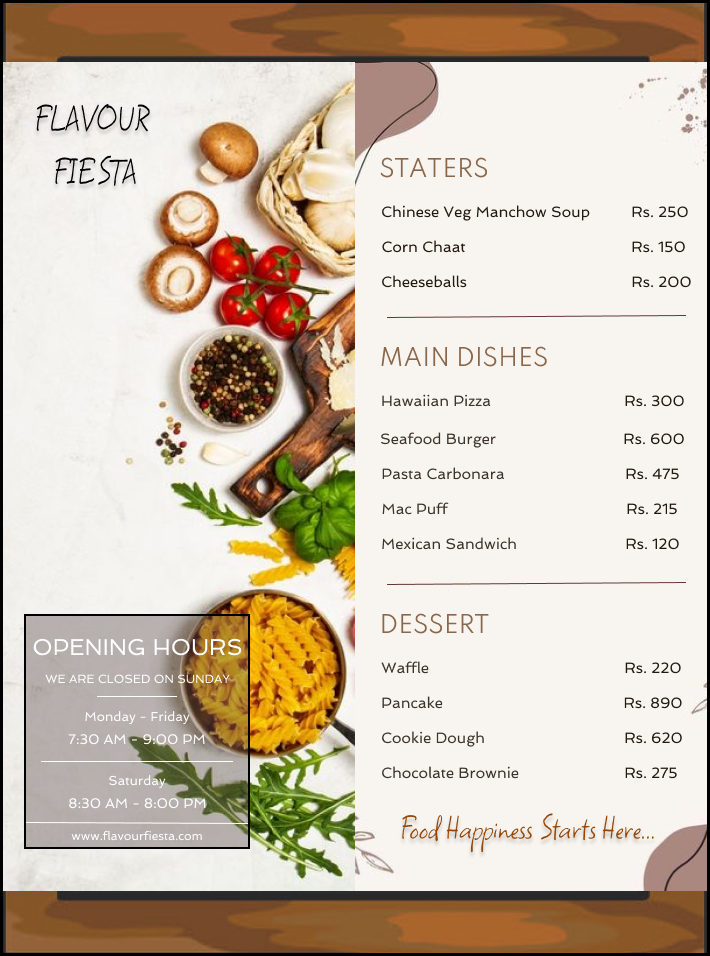 FLAVOUR
FIESTA
OPENING HOURS
WE ARE CLOSED ON SUNDAY
Monday - Friday
7:30 AM - 9:00 PM
Saturday
8:30 AM - 8:00 PM
www.flavourfiesta.com
STATERS
Chinese Veg Manchow Soup Rs. 250
Corn Chaat Rs. 150
Cheeseballs Rs. 200
MAIN DISHES
Hawaiian Pizza Rs. 300
Seafood Burger Rs. 600
Pasta Carbonara Rs. 475
Mac Puff Rs. 215
Mexican Sandwich Rs. 120
DESSERT
Waffle Rs. 220
Pancake Rs. 890
Cookie Dough Rs. 620
Chocolate Brownie Rs. 275
Food Happiness Starts Here...